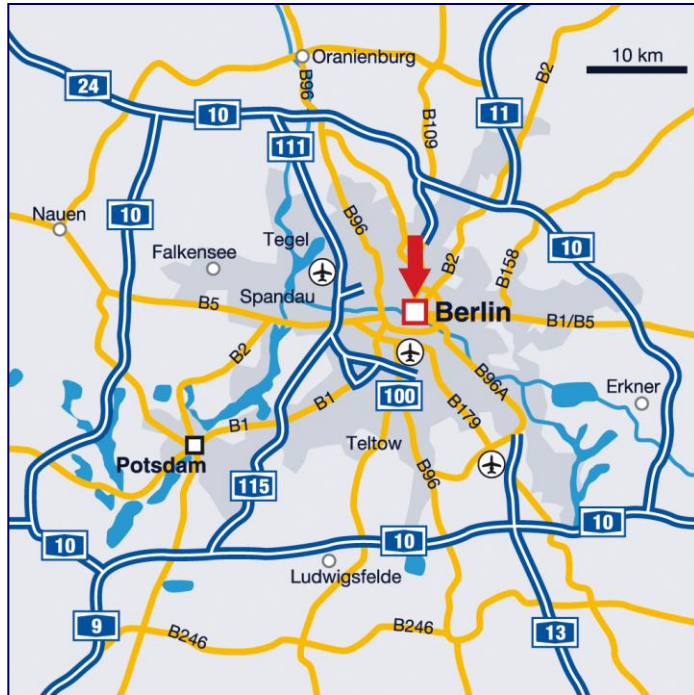 10 km
Oranienburg
24
10
B96
B96
B109
B2
11
111
10
Nauen
Tegel
B96
Falkensee
B2
B158
10
Spandau
B5
Berlin
B1/B5
B2
B1
B1
100
B96A
B179
Erkner
Potsdam
Teltow
115
B96
10
10
10
Ludwigsfelde
9
B246
B246
13